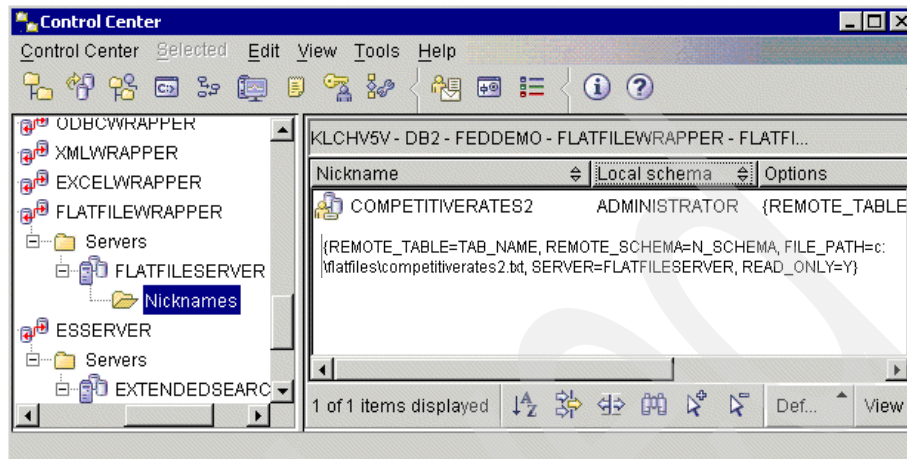 Control Center
Control Center Selected Edit View Tools Help
ODBCWRAPPER
XMLWRAPPER
EXCELWRAPPER
FLATFILEWRAPPER
Servers
FLATFILESERVER
Nicknames
ESSERVER
Servers
EXTENDEDSEARC
KLCHV5V - DB2 - FEDDEMO - FLATFILEWRAPPER - FLATFI...
Nickname Local schema Options
COMPETITIVERATES2 ADMINISTRATOR {REMOTE_TABLE
{REMOTE_TABLE=TAB_NAME, REMOTE_SCHEMA=N_SCHEMA, FILE_PATH=c:
\flatfiles\competitiverates2.txt, SERVER=FLATFILESERVER, READ_ONLY=Y}
1 of 1 items displayed Def... View